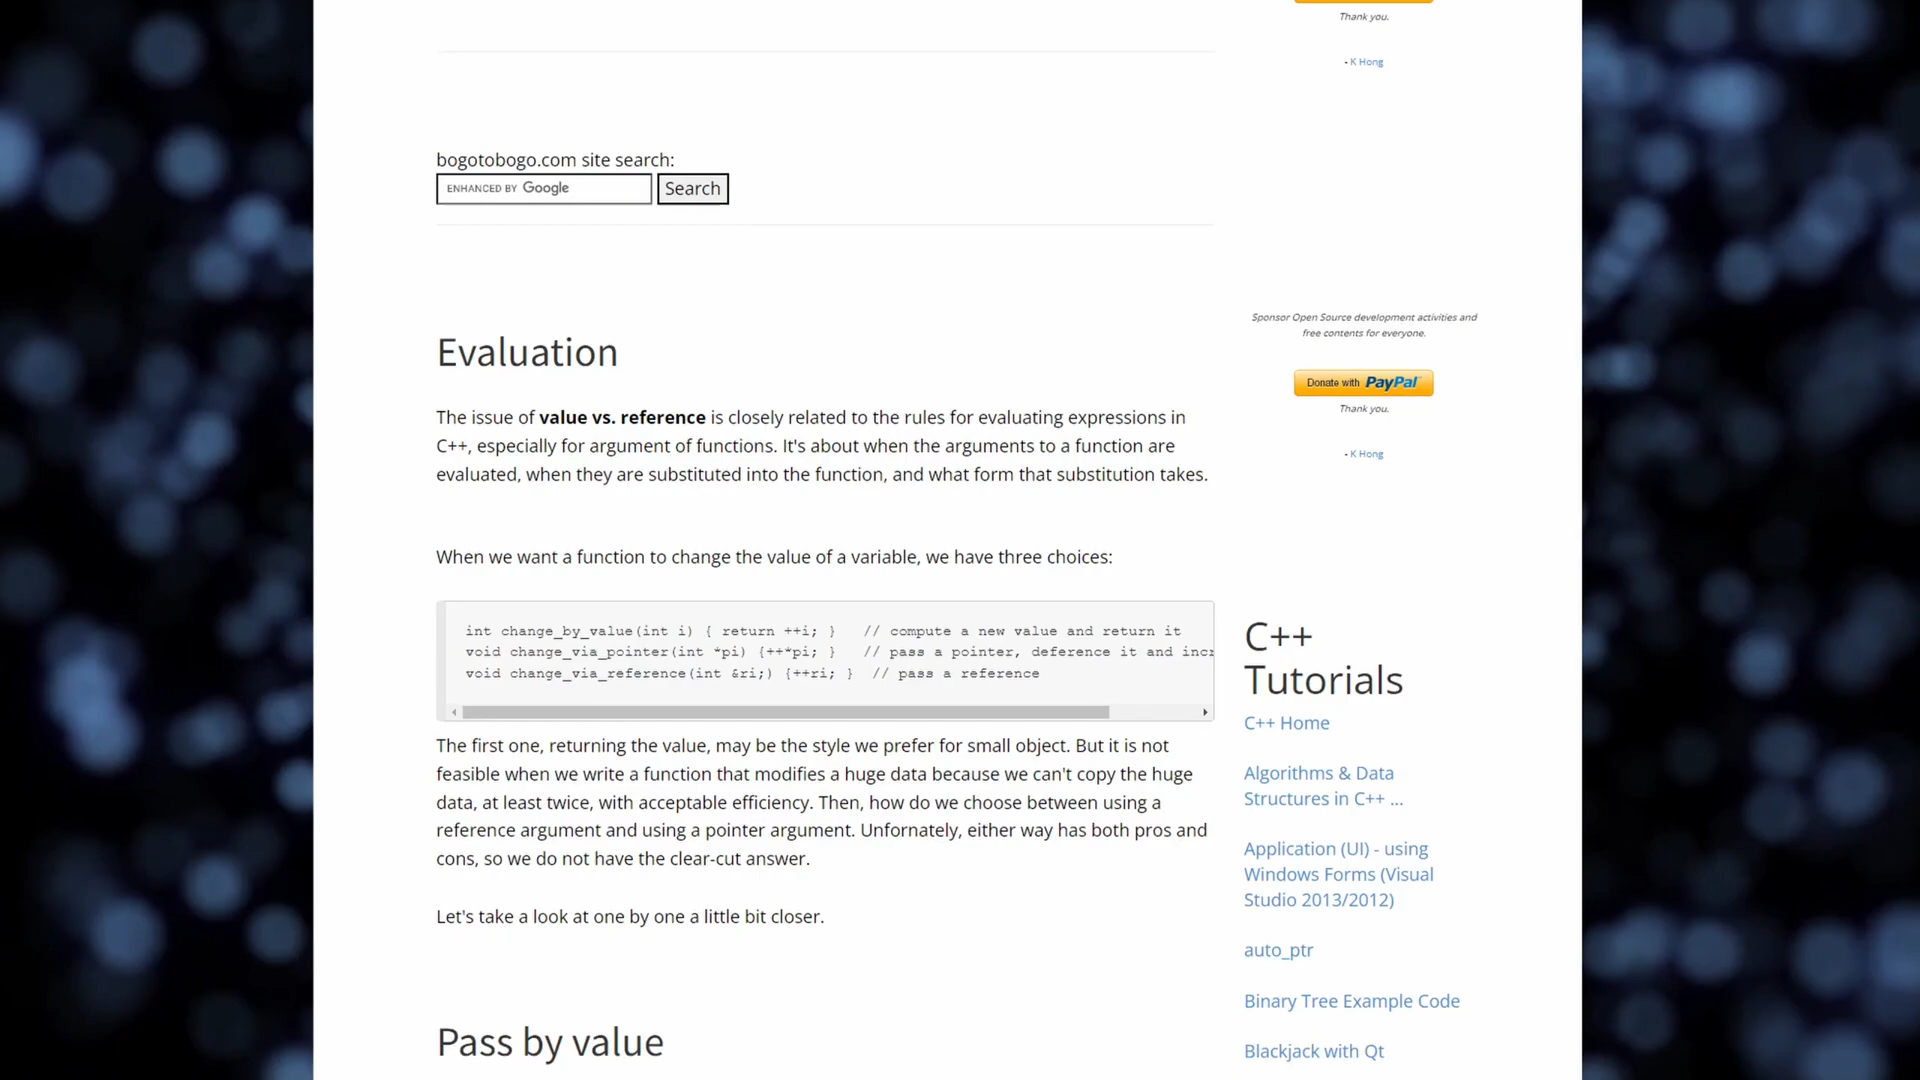 Thank you.
- K Hong
bogotobogo.com site search:
ENHANCED BY Google
Search
Evaluation
The issue of value vs. reference is closely related to the rules for evaluating expressions in
C++, especially for argument of functions. It's about when the arguments to a function are
evaluated, when they are substituted into the function, and what form that substitution takes.
When we want a function to change the value of a variable, we have three choices:
int change_by_value(int i) { return ++i; }   // compute a new value and return it
void change_via_pointer(int *pi) {++*pi; }   // pass a pointer, deference it and incr
void change_via_reference(int &ri;) {++ri; }  // pass a reference
The first one, returning the value, may be the style we prefer for small object. But it is not
feasible when we write a function that modifies a huge data because we can't copy the huge
data, at least twice, with acceptable efficiency. Then, how do we choose between using a
reference argument and using a pointer argument. Unfornately, either way has both pros and
cons, so we do not have the clear-cut answer.
Let's take a look at one by one a little bit closer.
Pass by value
Sponsor Open Source development activities and
free contents for everyone.
Donate with PayPal
Thank you.
- K Hong
C++
Tutorials
C++ Home
Algorithms & Data
Structures in C++ ...
Application (UI) - using
Windows Forms (Visual
Studio 2013/2012)
auto_ptr
Binary Tree Example Code
Blackjack with Qt